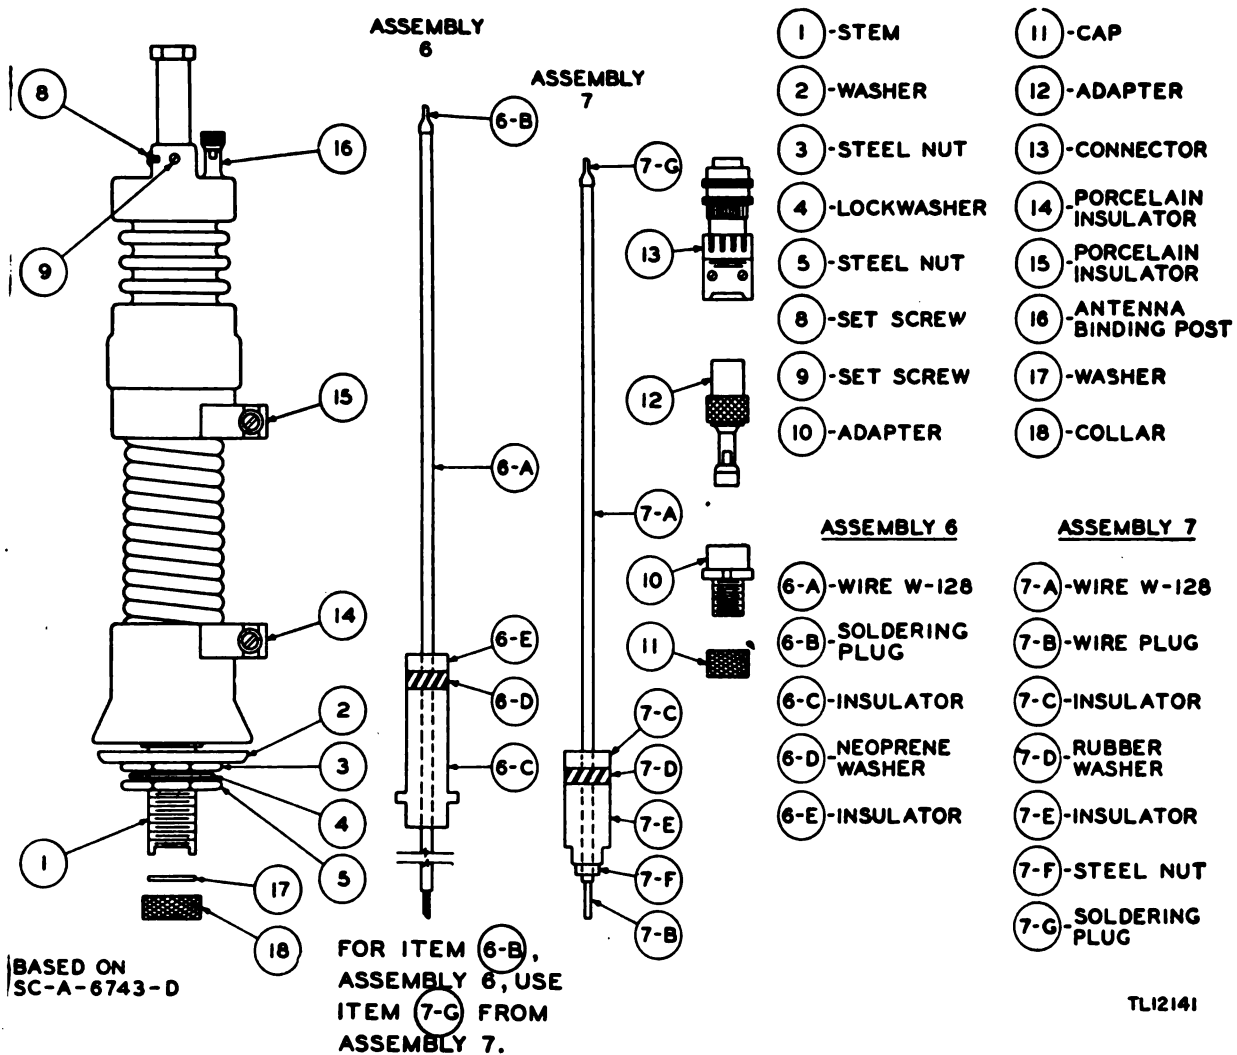 ASSEMBLY
6
ASSEMBLY
7
8
16
9
15
14
2
3
4
5
1
17
18
6-B
6-A
6-E
6-D
6-C
7-G
7-A
7-C
7-D
7-E
7-F
7-B
13
12
10
11
1 -STEM
2 -WASHER
3 -STEEL NUT
4 -LOCKWASHER
5 -STEEL NUT
8 -SET SCREW
9 -SET SCREW
10 -ADAPTER
11 -CAP
12 -ADAPTER
13 -CONNECTOR
14 -PORCELAIN
INSULATOR
15 -PORCELAIN
INSULATOR
16 -ANTENNA
BINDING POST
17 -WASHER
18 -COLLAR
ASSEMBLY 6
6-A -WIRE W-128
6-B -SOLDERING
PLUG
6-C -INSULATOR
6-D -NEOPRENE
WASHER
6-E -INSULATOR
ASSEMBLY 7
7-A -WIRE W-128
7-B -WIRE PLUG
7-C -INSULATOR
7-D -RUBBER
WASHER
7-E -INSULATOR
7-F -STEEL NUT
7-G -SOLDERING
PLUG
FOR ITEM 6-B,
ASSEMBLY 6, USE
ITEM 7-G FROM
ASSEMBLY 7.
BASED ON
SC-A-6743-D
TL12141